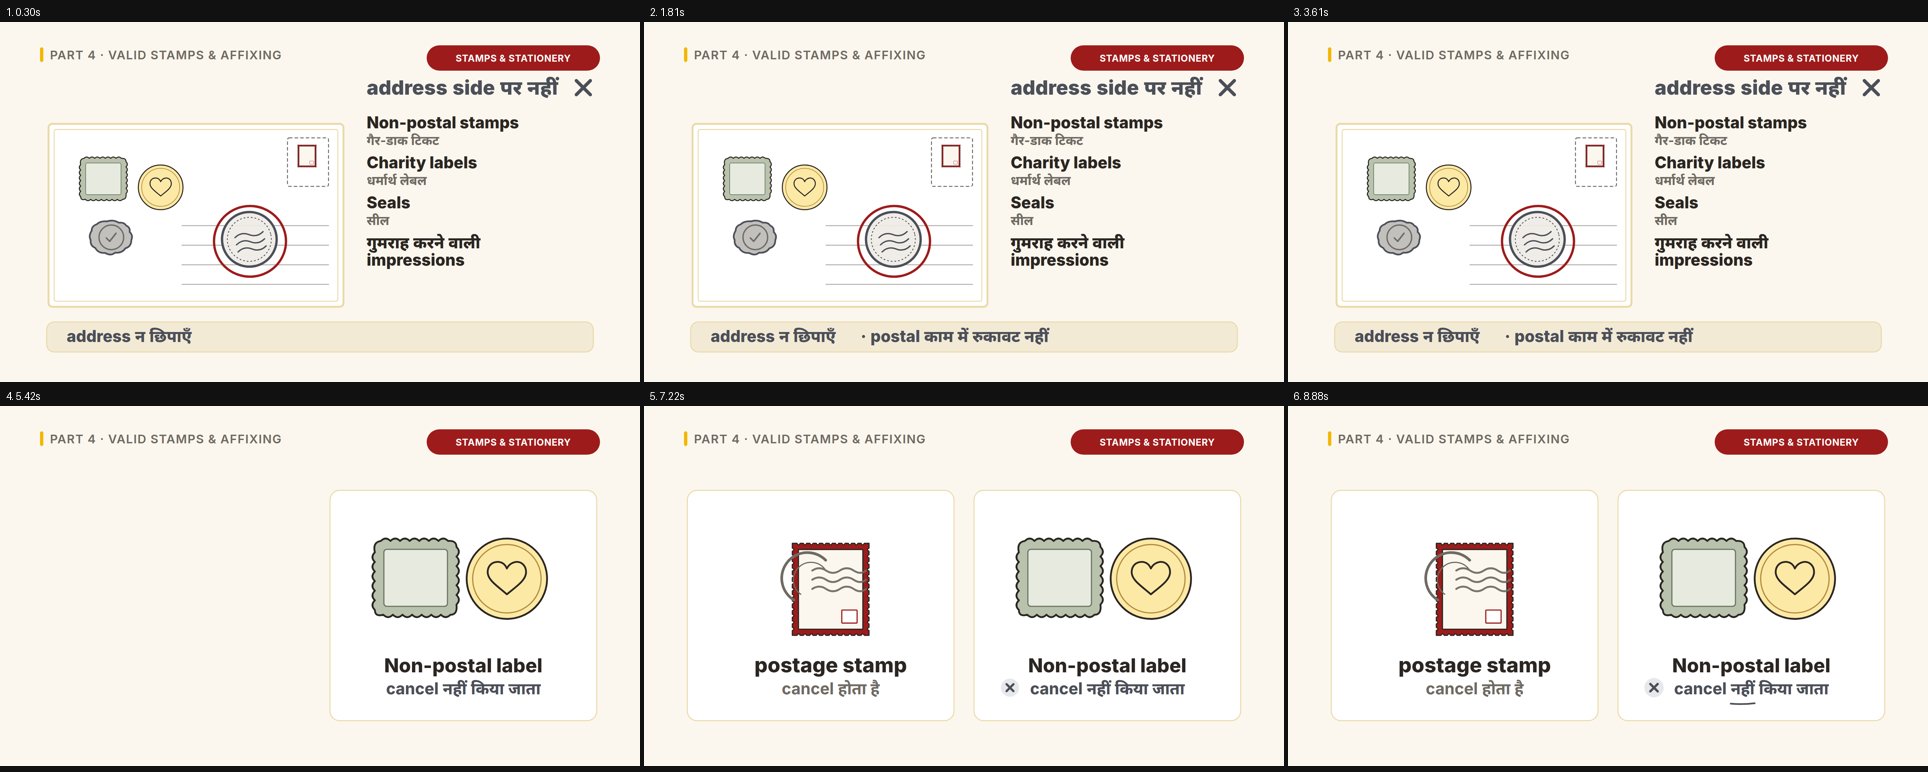 1. 0.30s
PART 4 · VALID STAMPS & AFFIXING
STAMPS & STATIONERY
address side पर नहीं
Non-postal stamps
गैर-डाक टिकट
Charity labels
धर्मार्थ लेबल
Seals
सील
गुमराह करने वाली
impressions
address न छिपाएँ
2. 1.81s
PART 4 · VALID STAMPS & AFFIXING
STAMPS & STATIONERY
address side पर नहीं
Non-postal stamps
गैर-डाक टिकट
Charity labels
धर्मार्थ लेबल
Seals
सील
गुमराह करने वाली
impressions
address न छिपाएँ · postal काम में रुकावट नहीं
3. 3.61s
PART 4 · VALID STAMPS & AFFIXING
STAMPS & STATIONERY
address side पर नहीं
Non-postal stamps
गैर-डाक टिकट
Charity labels
धर्मार्थ लेबल
Seals
सील
गुमराह करने वाली
impressions
address न छिपाएँ · postal काम में रुकावट नहीं
4. 5.42s
PART 4 · VALID STAMPS & AFFIXING
STAMPS & STATIONERY
Non-postal label
cancel नहीं किया जाता
5. 7.22s
PART 4 · VALID STAMPS & AFFIXING
STAMPS & STATIONERY
postage stamp
cancel होता है
Non-postal label
cancel नहीं किया जाता
6. 8.88s
PART 4 · VALID STAMPS & AFFIXING
STAMPS & STATIONERY
postage stamp
cancel होता है
Non-postal label
cancel नहीं किया जाता